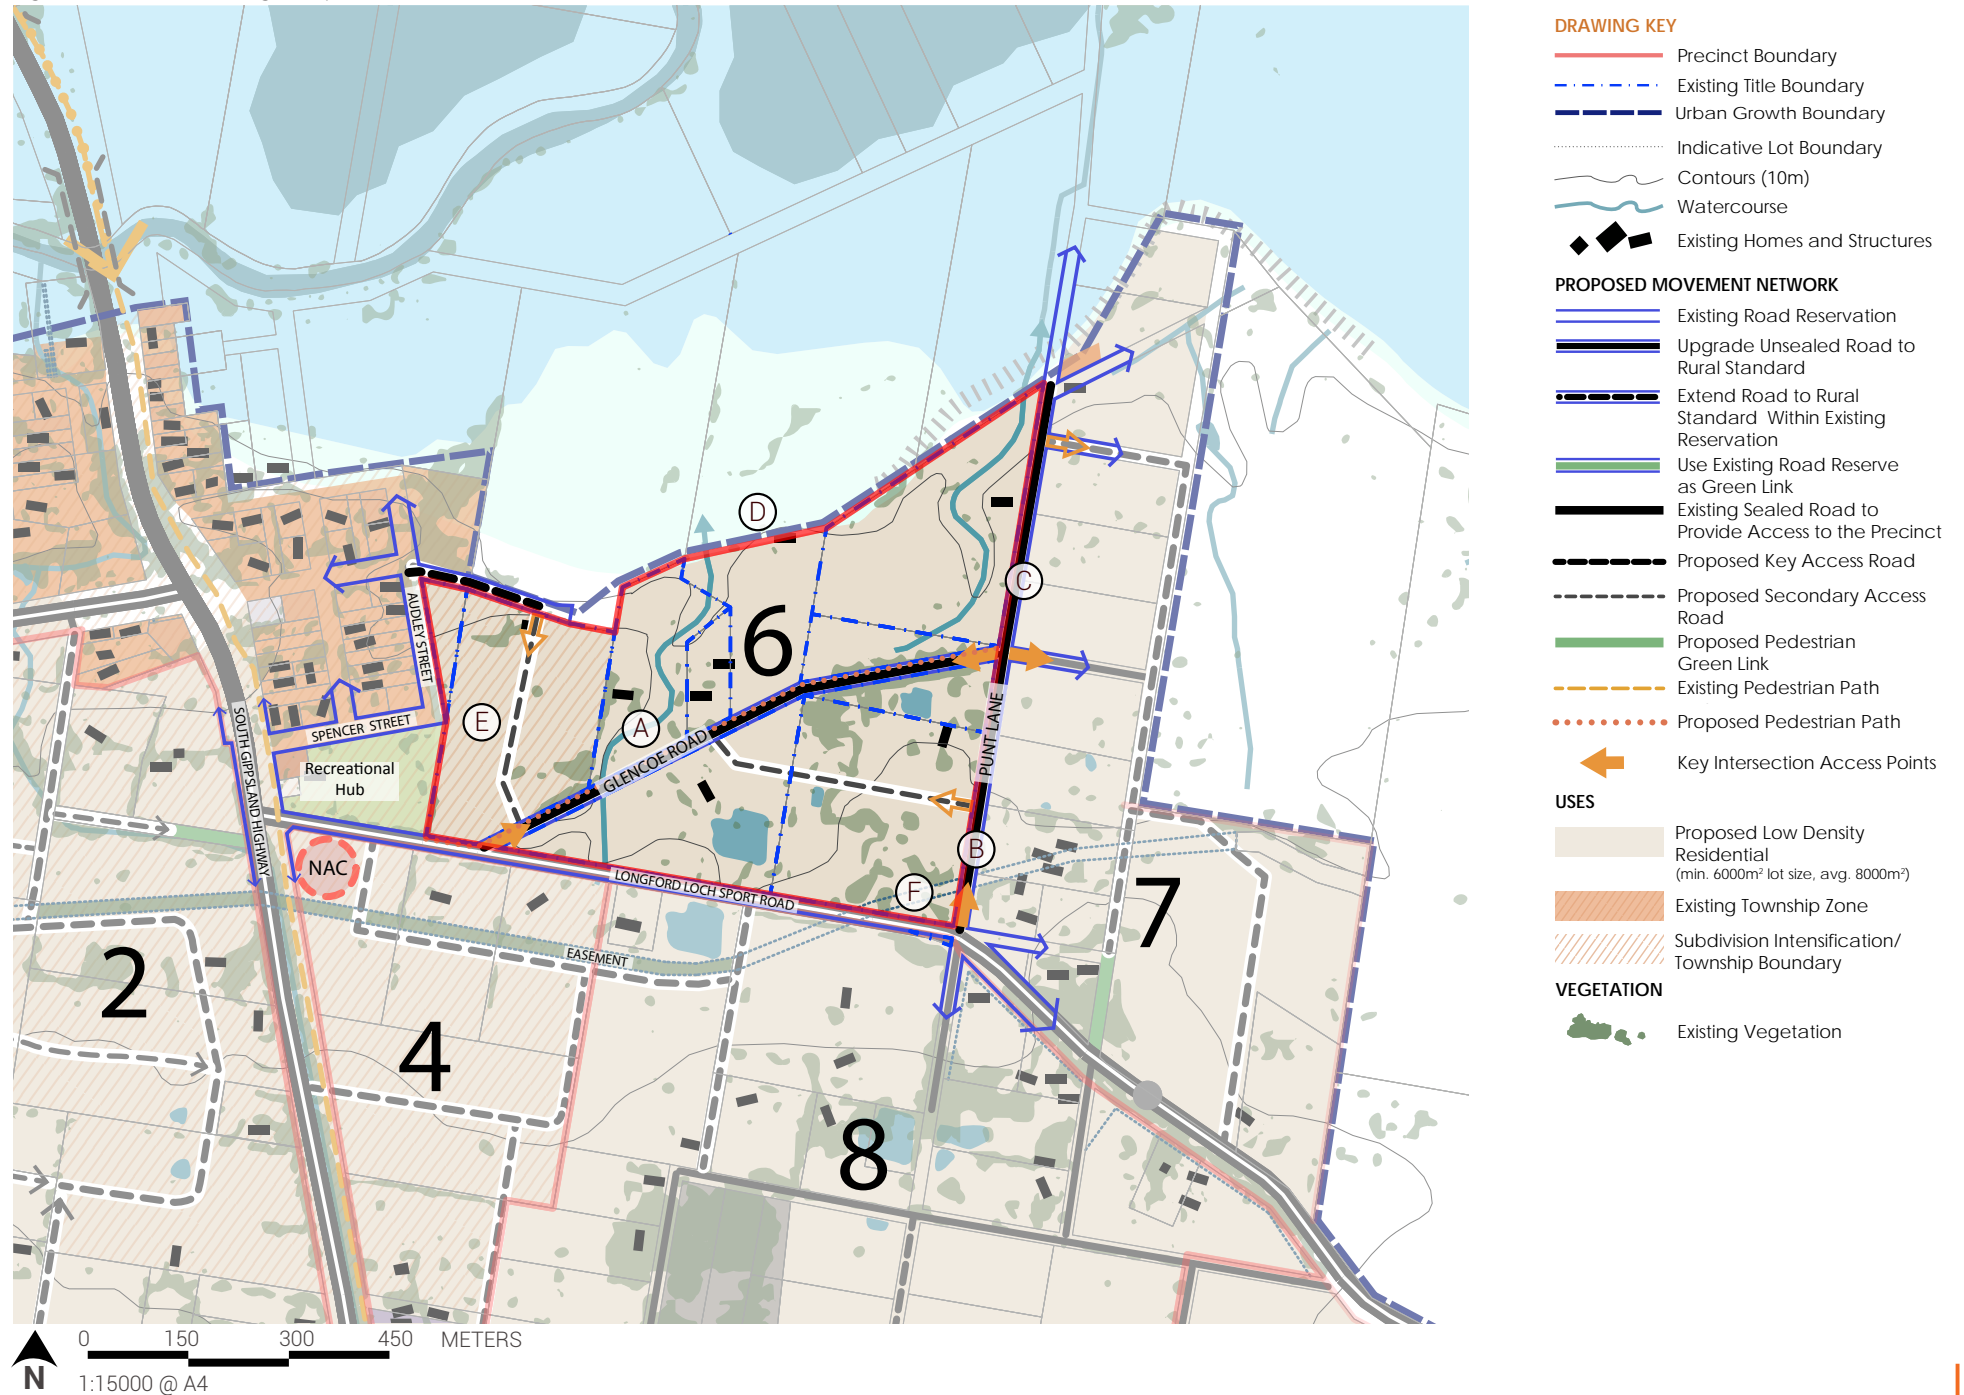 DRAWING KEY
Precinct Boundary
Existing Title Boundary
Urban Growth Boundary
Indicative Lot Boundary
Contours (10m)
Watercourse
Existing Homes and Structures
PROPOSED MOVEMENT NETWORK
Existing Road Reservation
Upgrade Unsealed Road to
Rural Standard
Extend Road to Rural
Standard Within Existing
Reservation
Use Existing Road Reserve
as Green Link
Existing Sealed Road to
Provide Access to the Precinct
Proposed Key Access Road
Proposed Secondary Access
Road
Proposed Pedestrian
Green Link
Existing Pedestrian Path
Proposed Pedestrian Path
Key Intersection Access Points
USES
Proposed Low Density
Residential
(min. 6000m² lot size, avg. 8000m²)
Existing Township Zone
Subdivision Intensification/
Township Boundary
VEGETATION
Existing Vegetation
D
C
6
AUDLEY STREET
E
A
SPENCER STREET
GLENCOE ROAD
PUNT LANE
SOUTH GIPPSLAND HIGHWAY
Recreational
Hub
B
NAC
LONGFORD LOCH SPORT ROAD
F
7
EASEMENT
2
4
8
0 150 300 450 METERS
N
1:15000 @ A4